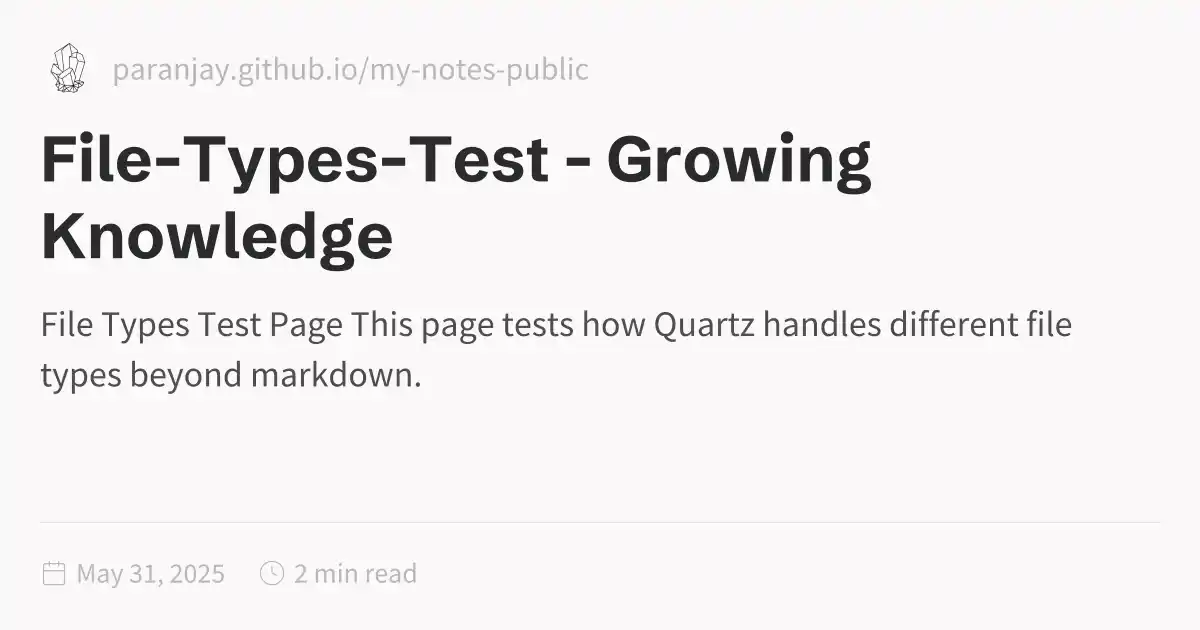 paranjay.github.io/my-notes-public
File-Types-Test - Growing
Knowledge
File Types Test Page This page tests how Quartz handles different file
types beyond markdown.
May 31, 2025 2 min read